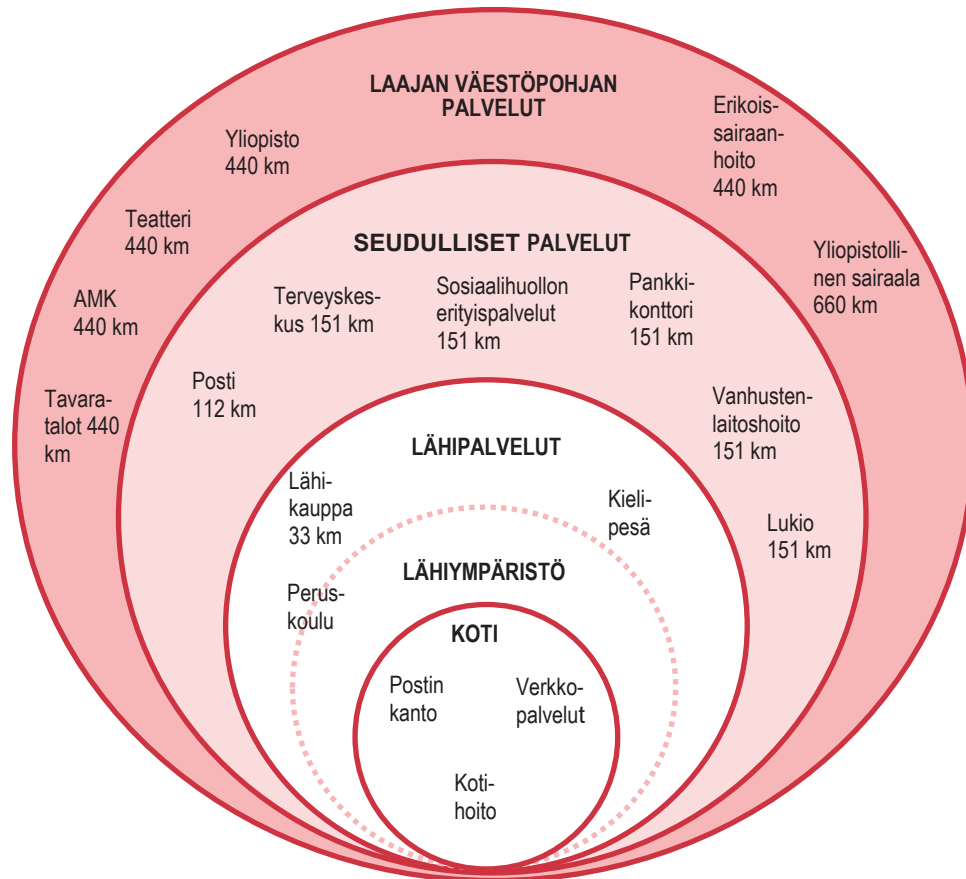 LAAJAN VÄESTÖPOHJAN
PALVELUT
Yliopisto
440 km
Erikois-
sairaan-
hoito
440 km
Teatteri
440 km
Yliopistolli-
nen sairaala
660 km
AMK
440 km
Tavara-
talot 440
km
SEUDULLISET PALVELUT
Terveyskes-
kus 151 km
Sosiaalihuollon
erityispalvelut
151 km
Pankki-
konttori
151 km
Posti
112 km
Vanhusten-
laitoshoito
151 km
Lukio
151 km
LÄHIPALVELUT
Lähi-
kauppa
33 km
Kieli-
pesä
Perus-
koulu
LÄHIYMPÄRISTÖ
KOTI
Postin
kanto
Verkko-
palvelut
Koti-
hoito